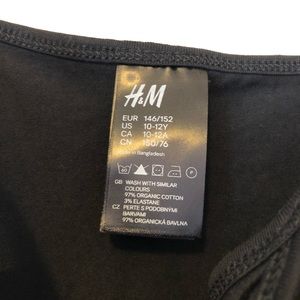 H&M
EUR 146/152
US 10-12Y
CA 10-12A
CN 150/76
Made in Bangladesh
GB WASH WITH SIMILAR
COLOURS
97% ORGANIC COTTON
3% ELASTANE
CZ PERTE S PODOBNÝMI
BARVAMI
97% ORGANICKÁ BAVLNA